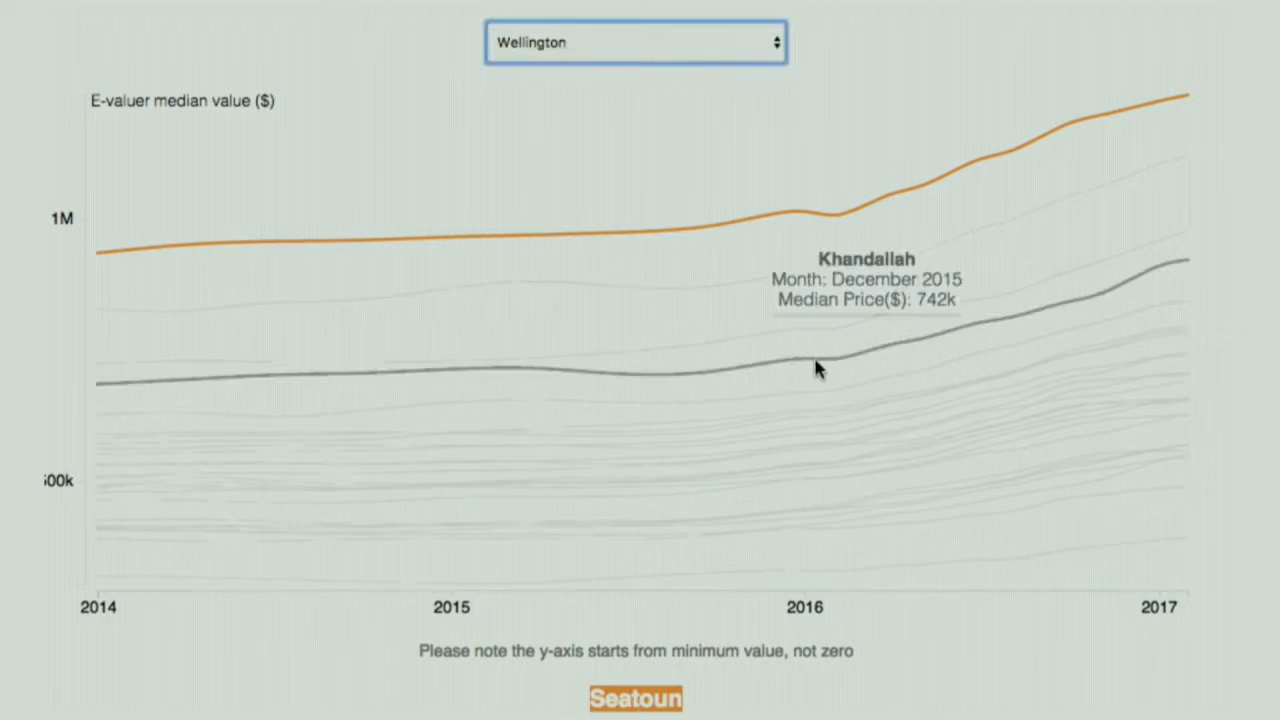 Wellington
E-valuer median value ($)
1M
Khandallah
Month: December 2015
Median Price($): 742k
500k
2014 2015 2016 2017
Please note the y-axis starts from minimum value, not zero
Seatoun